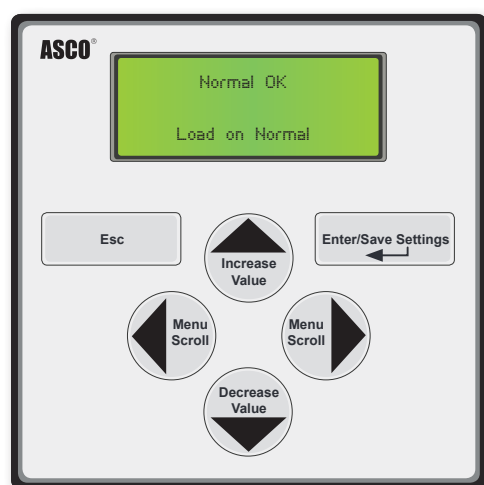 ASCO®
Normal OK
Load on Normal
Esc
Increase
Value
Enter/Save Settings
Menu
Scroll
Menu
Scroll
Decrease
Value